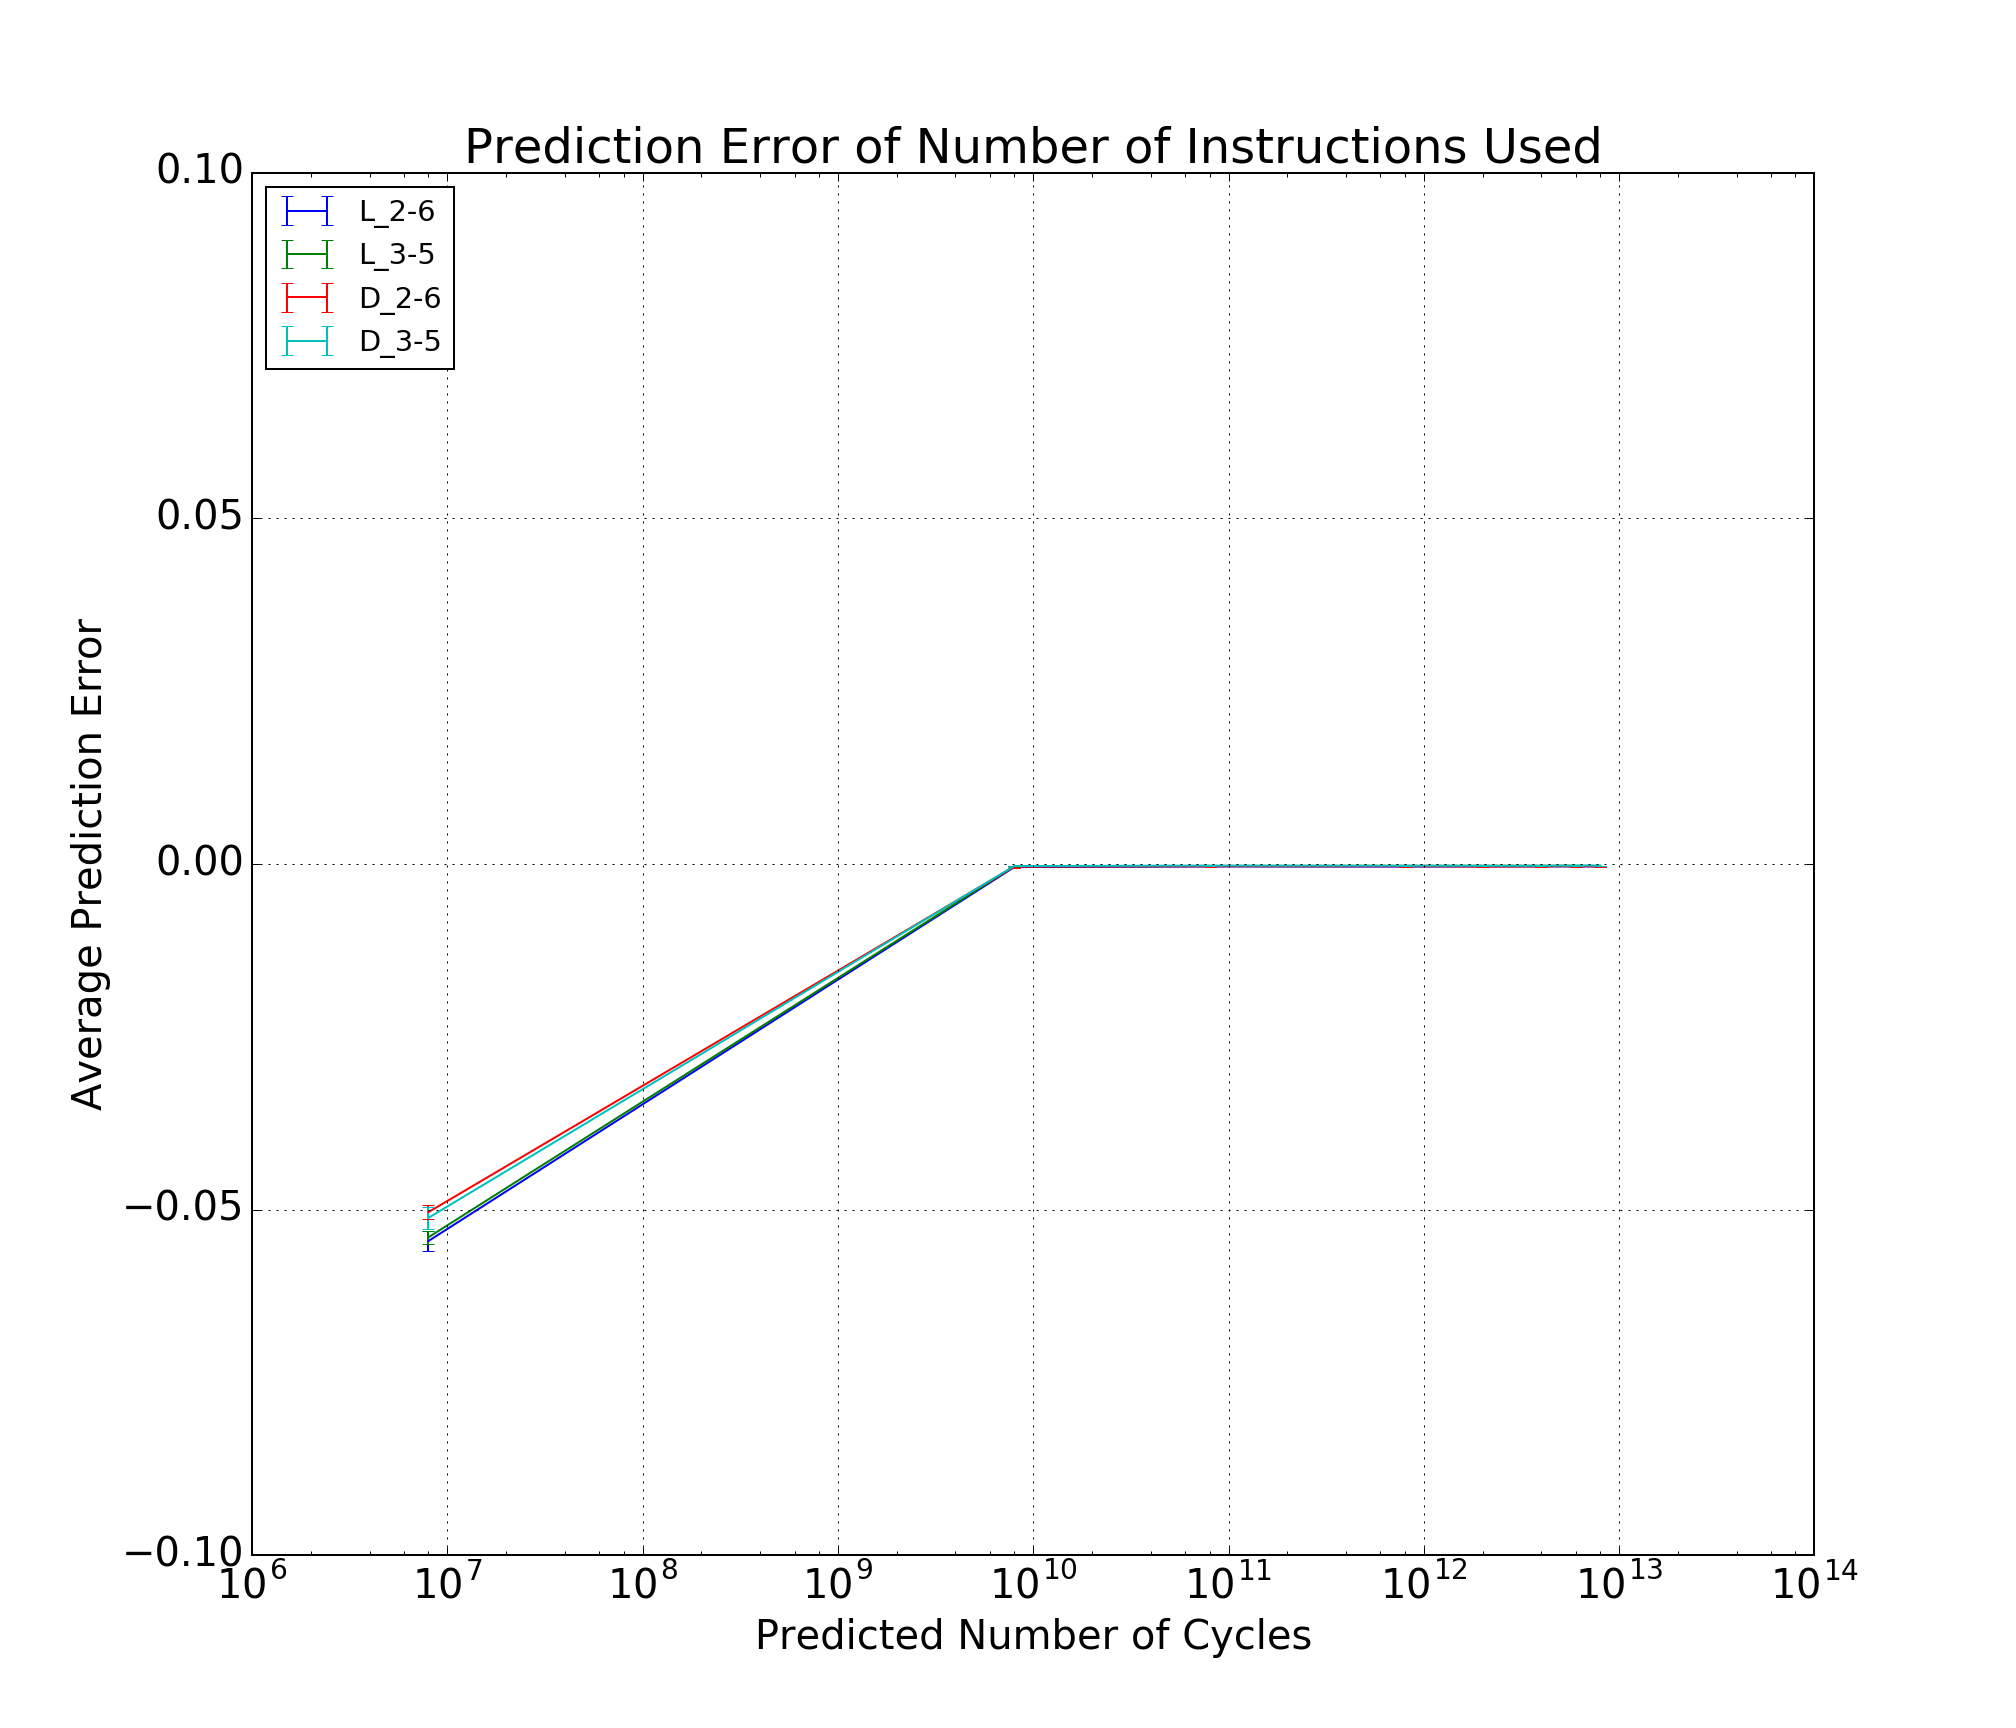 Prediction Error of Number of Instructions Used
0.10
L_2-6
L_3-5
D_2-6
D_3-5
0.05
0.00
−0.05
−0.10
Average Prediction Error
10^6 10^7 10^8 10^9 10^10 10^11 10^12 10^13 10^14
Predicted Number of Cycles